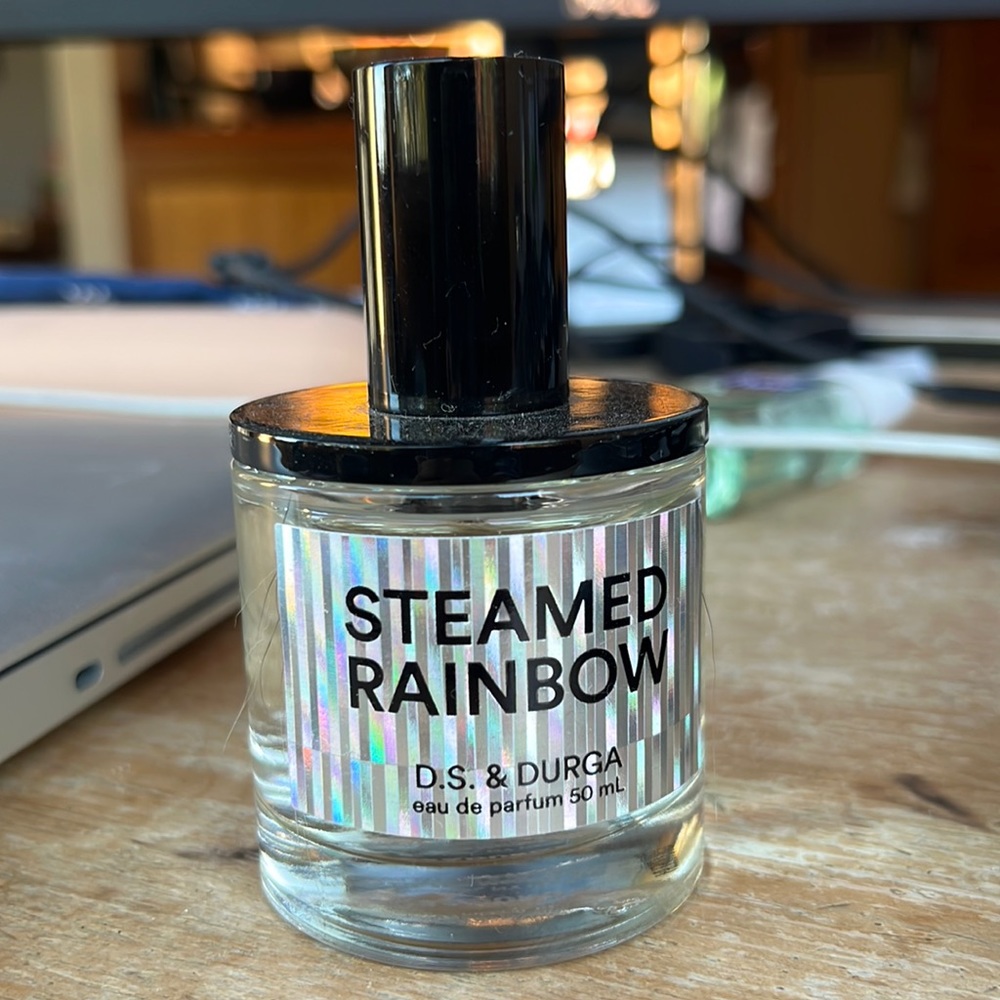 STEAMED
RAINBOW
D.S. & DURGA
eau de parfum 50 mL